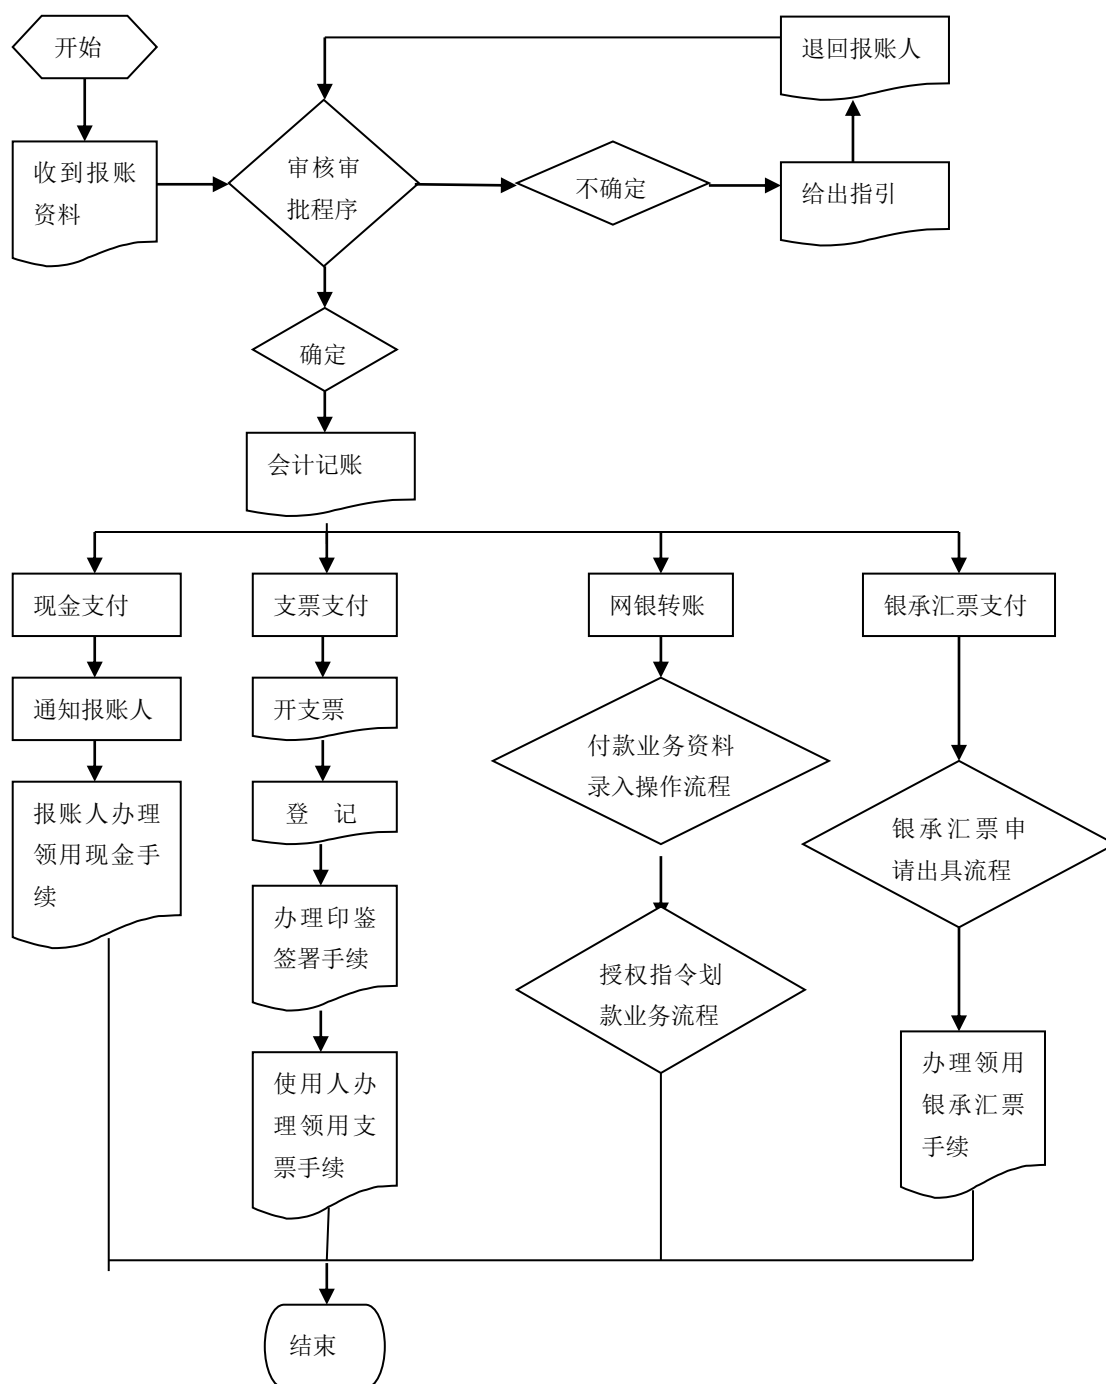 开始
退回报账人
收到报账
资料
审核审
批程序
不确定
给出指引
确定
会计记账
现金支付
支票支付
网银转账
银承汇票支付
通知报账人
开支票
付款业务资料
录入操作流程
报账人办理
领用现金手
续
登 记
银承汇票申
请出具流程
办理印鉴
签署手续
授权指令划
款业务流程
使用人办
理领用支
票手续
办理领用
银承汇票
手续
结束